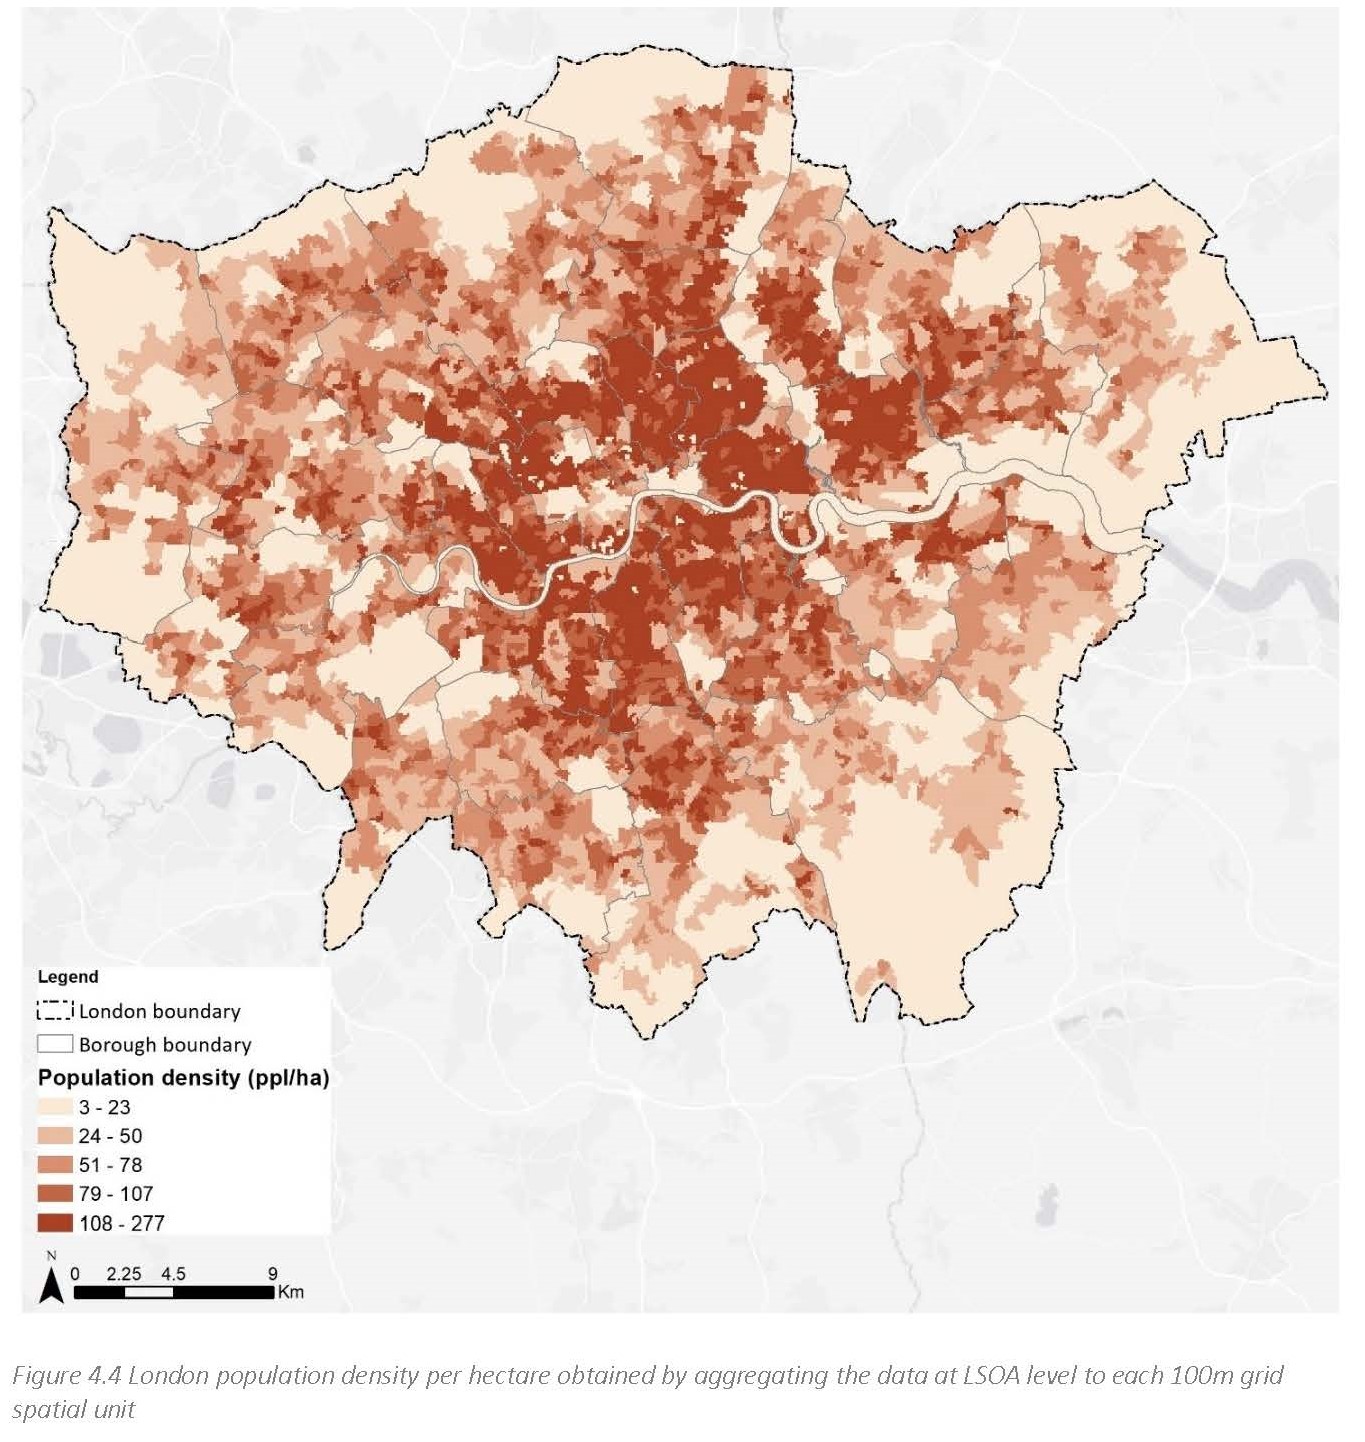 Legend
London boundary
Borough boundary
Population density (ppl/ha)
3 - 23
24 - 50
51 - 78
79 - 107
108 - 277
N
0 2.25 4.5 9
Km
Figure 4.4 London population density per hectare obtained by aggregating the data at LSOA level to each 100m grid
spatial unit